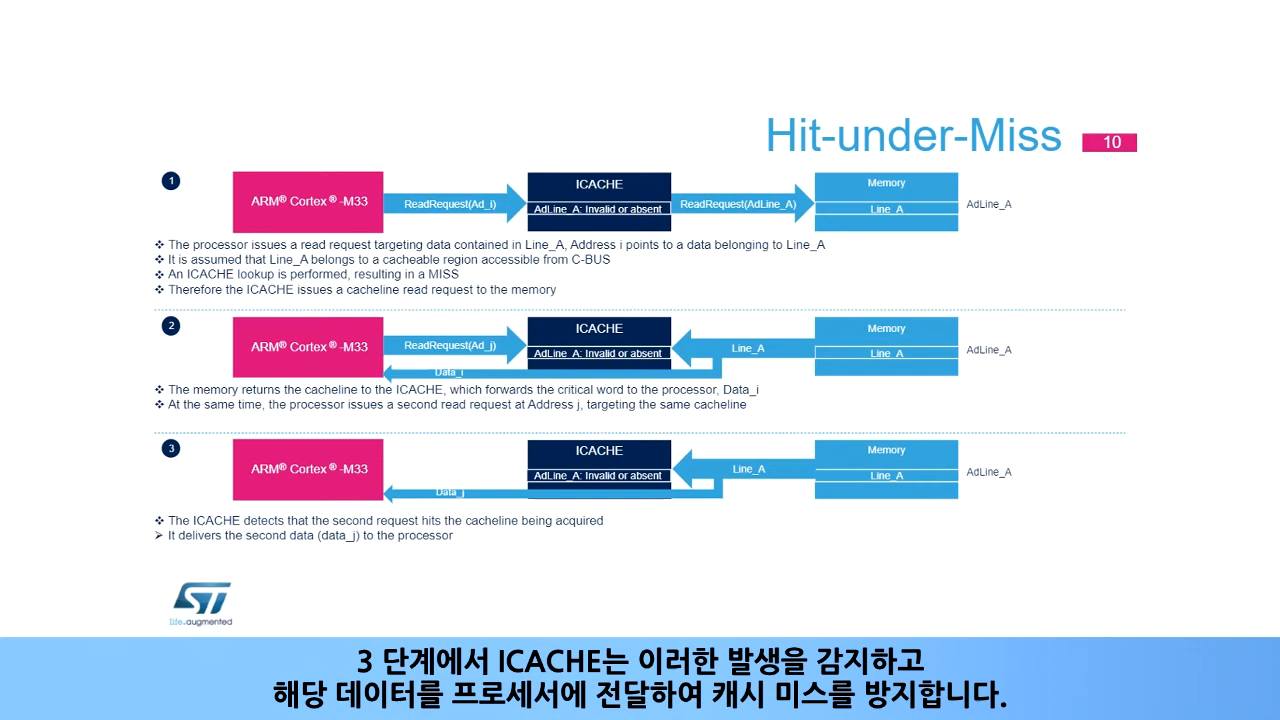 Hit-under-Miss
10
1
ARM® Cortex®-M33
ReadRequest(Ad_i)
ICACHE
AdLine_A: Invalid or absent
ReadRequest(AdLine_A)
Memory
Line_A
AdLine_A
❖ The processor issues a read request targeting data contained in Line_A, Address i points to a data belonging to Line_A
❖ It is assumed that Line_A belongs to a cacheable region accessible from C-BUS
❖ An ICACHE lookup is performed, resulting in a MISS
❖ Therefore the ICACHE issues a cacheline read request to the memory
2
ARM® Cortex®-M33
ReadRequest(Ad_j)
ICACHE
AdLine_A: Invalid or absent
Line_A
Memory
Line_A
AdLine_A
Data_i
❖ The memory returns the cacheline to the ICACHE, which forwards the critical word to the processor, Data_i
❖ At the same time, the processor issues a second read request at Address j, targeting the same cacheline
3
ARM® Cortex®-M33
ICACHE
AdLine_A: Invalid or absent
Line_A
Memory
Line_A
AdLine_A
Data_j
❖ The ICACHE detects that the second request hits the cacheline being acquired
➢ It delivers the second data (data_j) to the processor
ST
life.augmented
3 단계에서 ICACHE는 이러한 발생을 감지하고
해당 데이터를 프로세서에 전달하여 캐시 미스를 방지합니다.